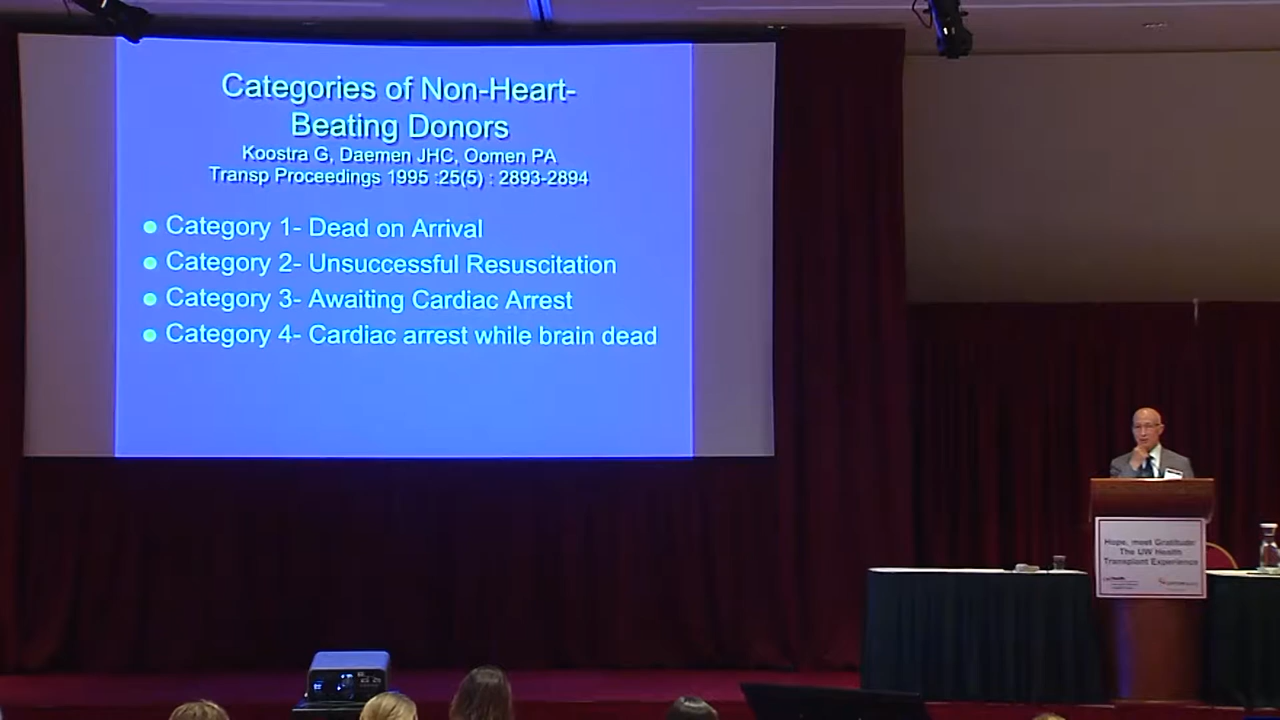 Categories of Non-Heart-
Beating Donors
Koostra G, Daemen JHC, Oomen PA
Transp Proceedings 1995 :25(5) : 2893-2894
Category 1- Dead on Arrival
Category 2- Unsuccessful Resuscitation
Category 3- Awaiting Cardiac Arrest
Category 4- Cardiac arrest while brain dead
Hope, meet Gratitude:
The UW Health
Transplant Experience